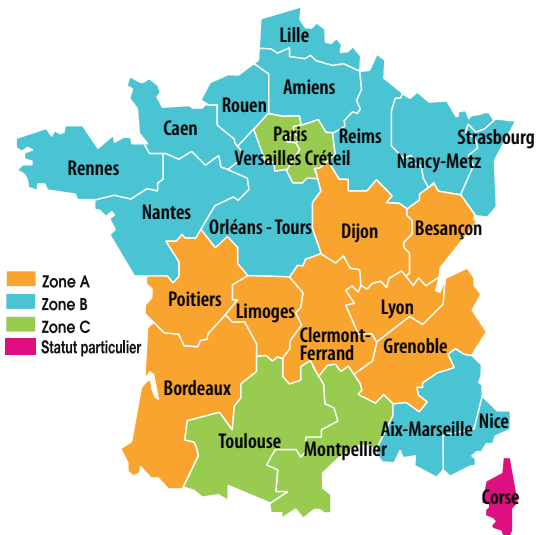 Lille
Amiens
Rouen
Caen
Paris
Reims
Strasbourg
Versailles Créteil
Nancy-Metz
Rennes
Nantes
Orléans - Tours
Dijon
Besançon
Zone A
Zone B
Zone C
Statut particulier
Poitiers
Limoges
Lyon
Clermont-
Ferrand
Grenoble
Bordeaux
Toulouse
Montpellier
Aix-Marseille
Nice
Corse